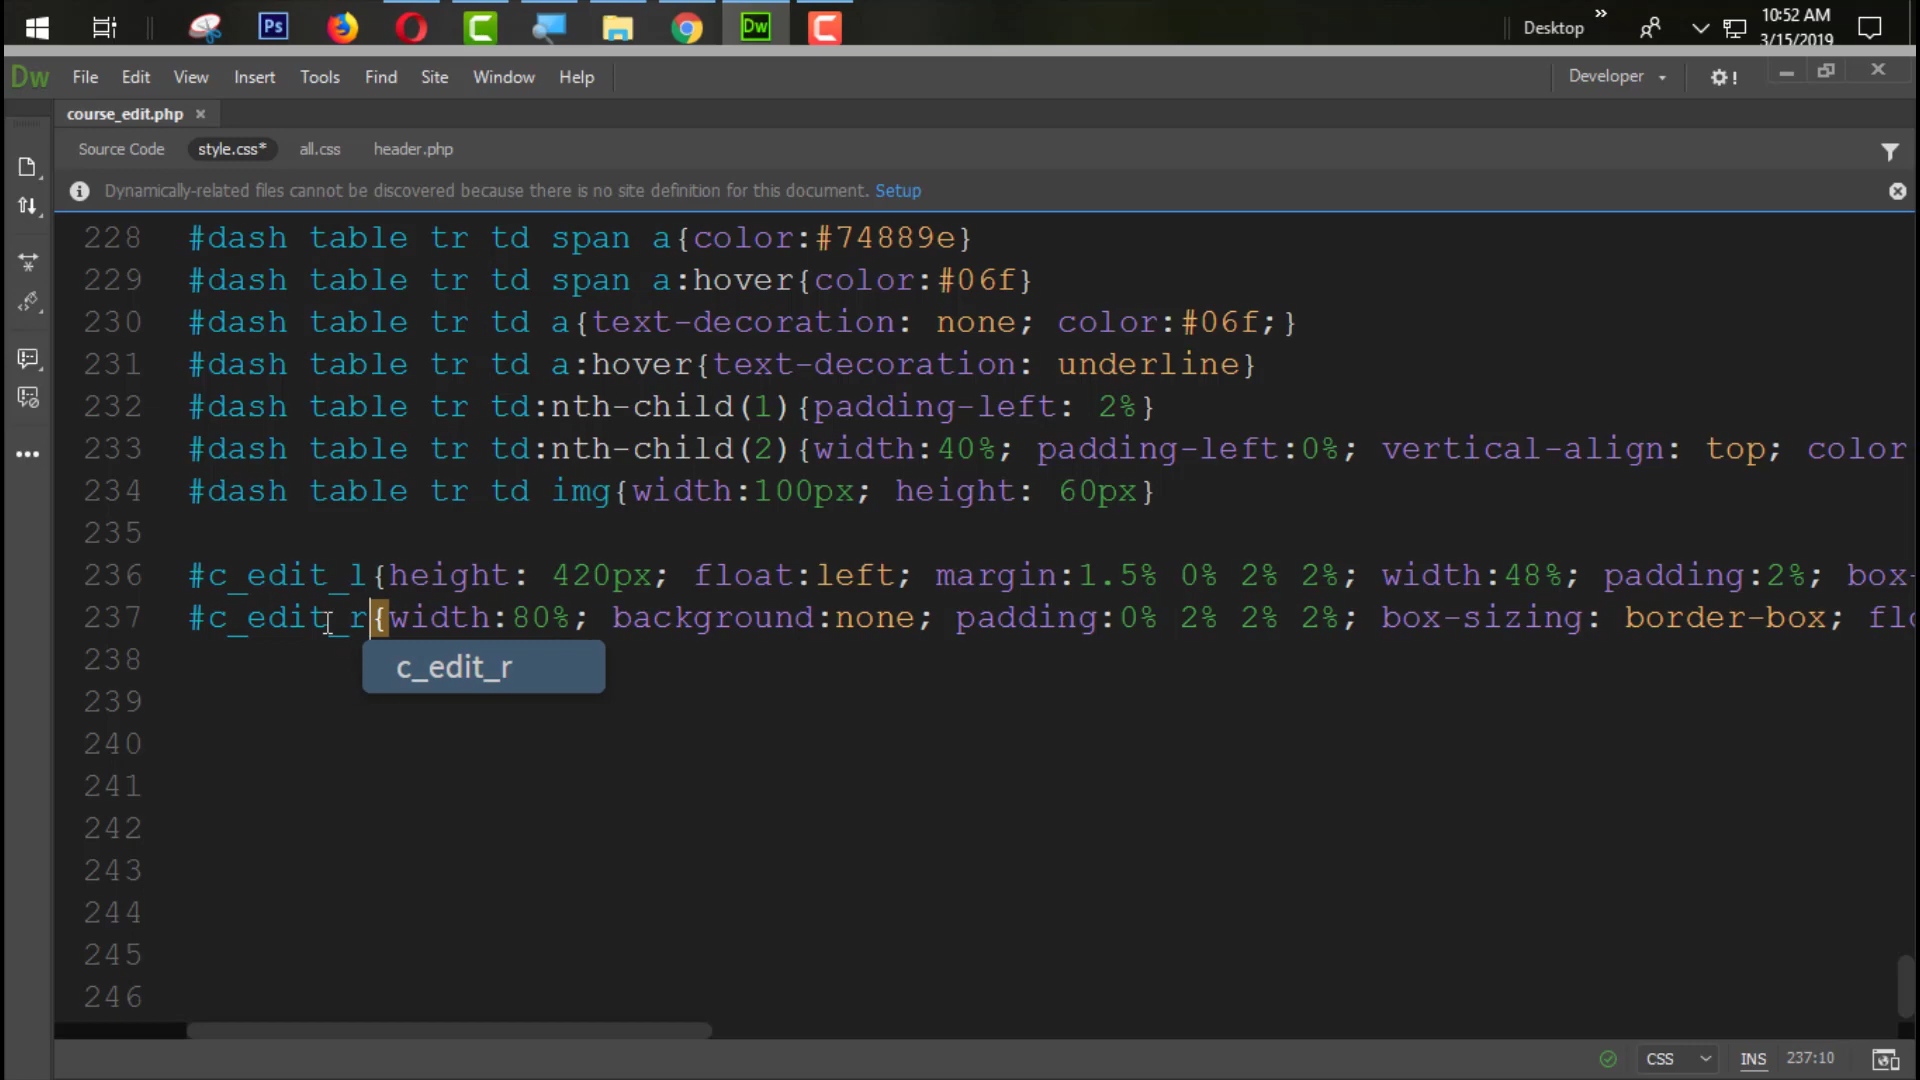 Ps
Dw
Desktop
»
10:52 AM
3/15/2019
Dw File Edit View Insert Tools Find Site Window Help
Developer
!
course_edit.php ×
Source Code style.css* all.css header.php
Dynamically-related files cannot be discovered because there is no site definition for this document. Setup
228 #dash table tr td span a{color:#74889e}
229 #dash table tr td span a:hover{color:#06f}
230 #dash table tr td a{text-decoration: none; color:#06f;}
231 #dash table tr td a:hover{text-decoration: underline}
232 #dash table tr td:nth-child(1){padding-left: 2%}
233 #dash table tr td:nth-child(2){width:40%; padding-left:0%; vertical-align: top; color
234 #dash table tr td img{width:100px; height: 60px}
235
236 #c_edit_l{height: 420px; float:left; margin:1.5% 0% 2% 2%; width:48%; padding:2%; box-
237 #c_edit_r{width:80%; background:none; padding:0% 2% 2% 2%; box-sizing: border-box; flo
238
c_edit_r
239
240
241
242
243
244
245
246
CSS INS 237:10